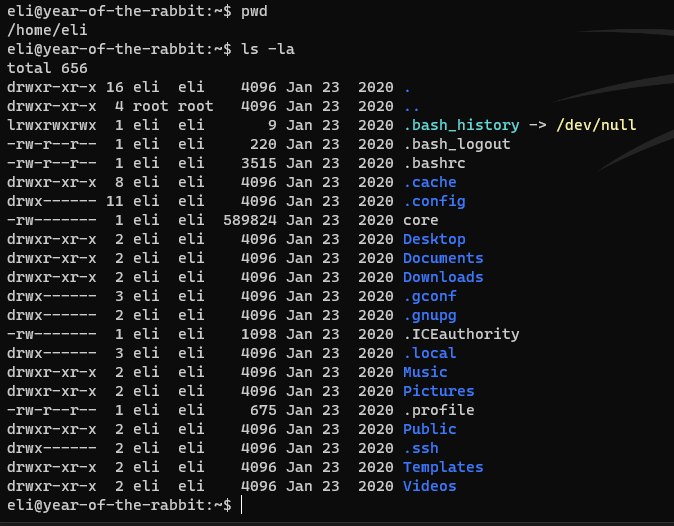 eli@year-of-the-rabbit:~$ pwd
/home/eli
eli@year-of-the-rabbit:~$ ls -la
total 656
drwxr-xr-x 16 eli  eli    4096 Jan 23  2020 .
drwxr-xr-x  4 root root   4096 Jan 23  2020 ..
lrwxrwxrwx  1 eli  eli       9 Jan 23  2020 .bash_history -> /dev/null
-rw-r--r--  1 eli  eli     220 Jan 23  2020 .bash_logout
-rw-r--r--  1 eli  eli    3515 Jan 23  2020 .bashrc
drwxr-xr-x  8 eli  eli    4096 Jan 23  2020 .cache
drwx------ 11 eli  eli    4096 Jan 23  2020 .config
-rw-------  1 eli  eli  589824 Jan 23  2020 core
drwxr-xr-x  2 eli  eli    4096 Jan 23  2020 Desktop
drwxr-xr-x  2 eli  eli    4096 Jan 23  2020 Documents
drwxr-xr-x  2 eli  eli    4096 Jan 23  2020 Downloads
drwx------  3 eli  eli    4096 Jan 23  2020 .gconf
drwx------  2 eli  eli    4096 Jan 23  2020 .gnupg
-rw-------  1 eli  eli    1098 Jan 23  2020 .ICEauthority
drwx------  3 eli  eli    4096 Jan 23  2020 .local
drwxr-xr-x  2 eli  eli    4096 Jan 23  2020 Music
drwxr-xr-x  2 eli  eli    4096 Jan 23  2020 Pictures
-rw-r--r--  1 eli  eli     675 Jan 23  2020 .profile
drwxr-xr-x  2 eli  eli    4096 Jan 23  2020 Public
drwx------  2 eli  eli    4096 Jan 23  2020 .ssh
drwxr-xr-x  2 eli  eli    4096 Jan 23  2020 Templates
drwxr-xr-x  2 eli  eli    4096 Jan 23  2020 Videos
eli@year-of-the-rabbit:~$